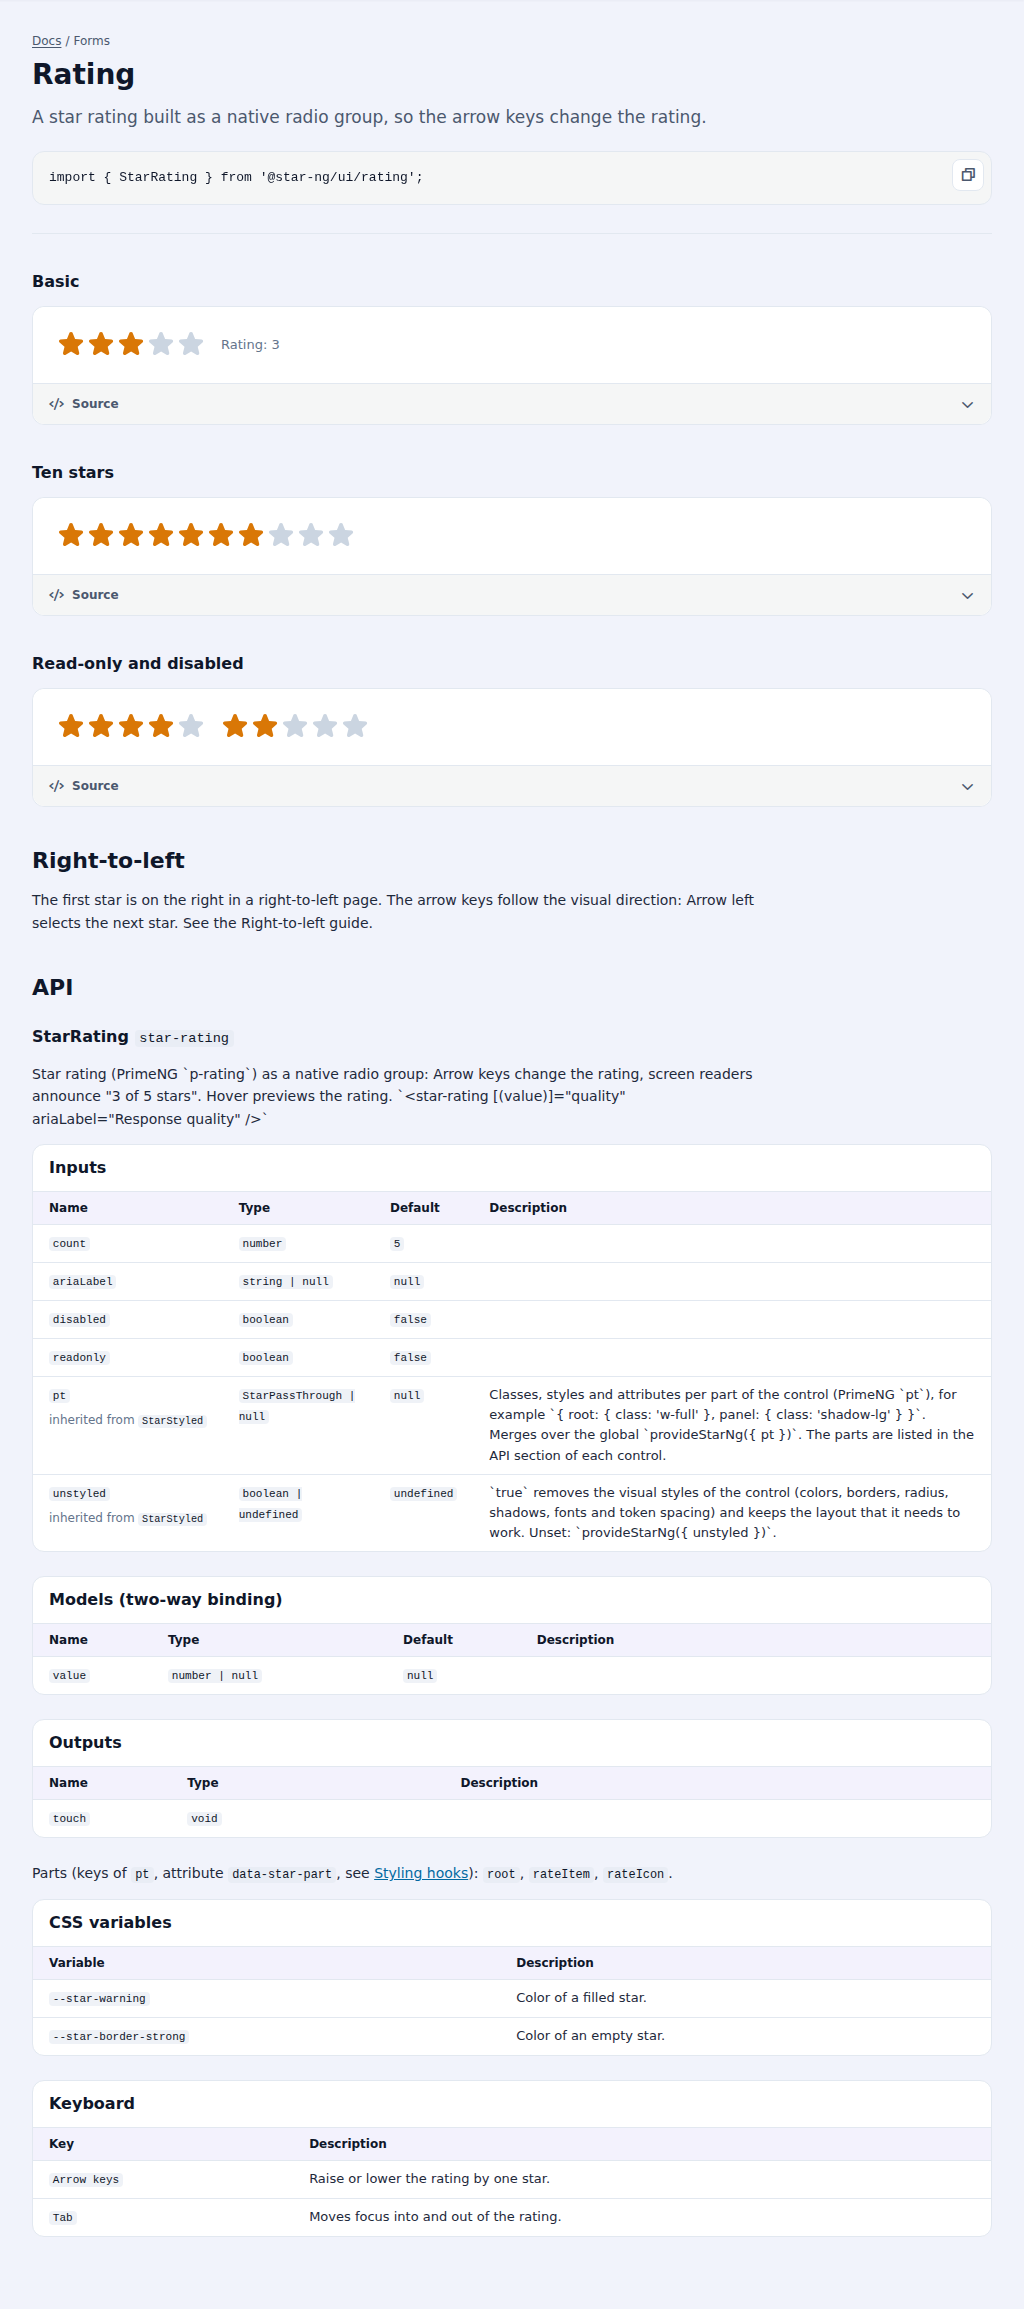 Docs / Forms
Rating
A star rating built as a native radio group, so the arrow keys change the rating.
import { StarRating } from '@star-ng/ui/rating';
Basic
Rating: 3
Source
Ten stars
Source
Read-only and disabled
Source
Right-to-left
The first star is on the right in a right-to-left page. The arrow keys follow the visual direction: Arrow left
selects the next star. See the Right-to-left guide.
API
StarRating star-rating
Star rating (PrimeNG `p-rating`) as a native radio group: Arrow keys change the rating, screen readers
announce "3 of 5 stars". Hover previews the rating. `<star-rating [(value)]="quality"
ariaLabel="Response quality" />`
Inputs
Name Type Default Description
count number 5
ariaLabel string | null null
disabled boolean false
readonly boolean false
pt StarPassThrough | null null Classes, styles and attributes per part of the control (PrimeNG `pt`), for
inherited from StarStyled example `{ root: { class: 'w-full' }, panel: { class: 'shadow-lg' } }`.
Merges over the global `provideStarNg({ pt })`. The parts are listed in the
API section of each control.
unstyled boolean | undefined undefined `true` removes the visual styles of the control (colors, borders, radius,
inherited from StarStyled shadows, fonts and token spacing) and keeps the layout that it needs to
work. Unset: `provideStarNg({ unstyled })`.
Models (two-way binding)
Name Type Default Description
value number | null null
Outputs
Name Type Description
touch void
Parts (keys of pt, attribute data-star-part, see Styling hooks): root, rateItem, rateIcon.
CSS variables
Variable Description
--star-warning Color of a filled star.
--star-border-strong Color of an empty star.
Keyboard
Key Description
Arrow keys Raise or lower the rating by one star.
Tab Moves focus into and out of the rating.